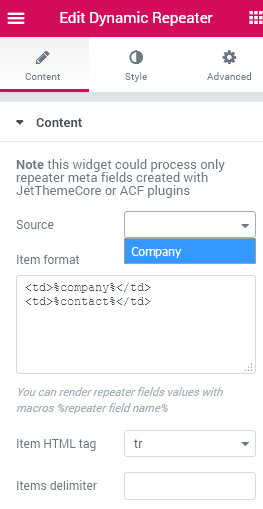 Edit Dynamic Repeater
Content
Style
Advanced
Content
Note this widget could process only
repeater meta fields created with
JetThemeCore or ACF plugins
Source
Company
Item format
<td>%company%</td>
<td>%contact%</td>
You can render repeater fields values with
macros %repeater field name%
Item HTML tag
tr
Items delimiter